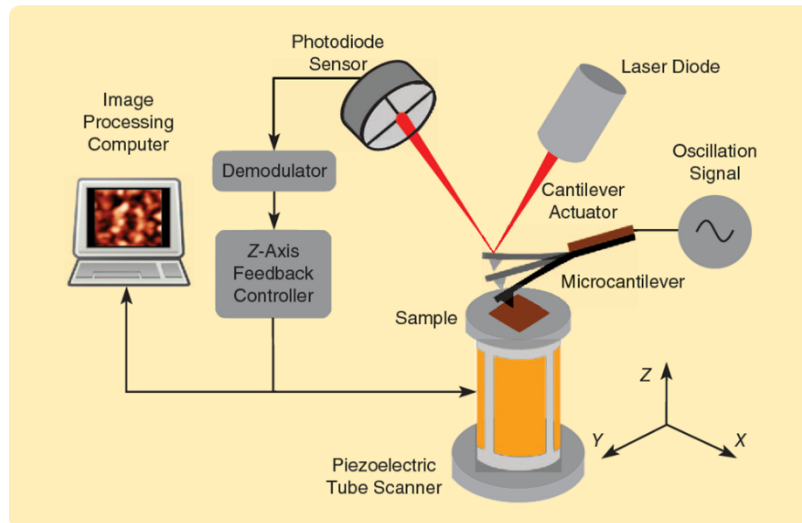 Photodiode
Sensor
Laser Diode
Image
Processing
Computer
Demodulator
Oscillation
Signal
Cantilever
Actuator
Z-Axis
Feedback
Controller
Microcantilever
Sample
Z
Y
X
Piezoelectric
Tube Scanner